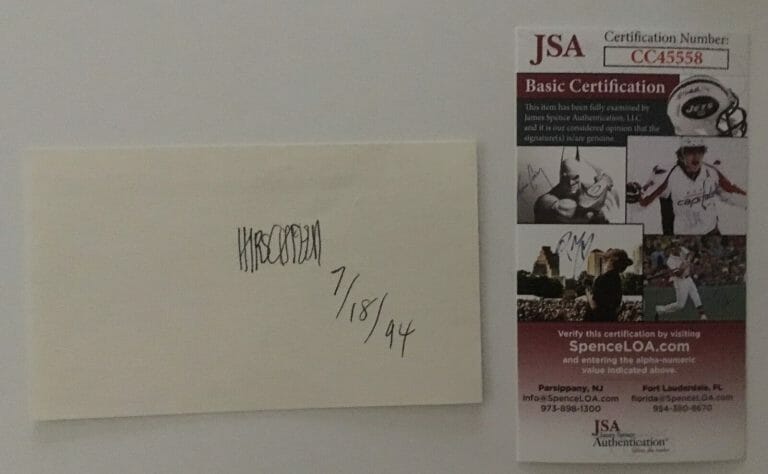 HIRSCHFELD
7/18/94
JSA
Certification Number:
CC45558
Basic Certification
This item has been fully examined by
James Spence Authentication, LLC
and it is our considered opinion that the
signature(s) is/are genuine.
JETS
capitals
Verify this certification by visiting
SpenceLOA.com
and entering the alpha-numeric
value indicated above.
Parsippany, NJ
info@SpenceLOA.com
973-898-1300
Fort Lauderdale, FL
florida@SpenceLOA.com
954-380-8670
JSA
James Spence
Authentication